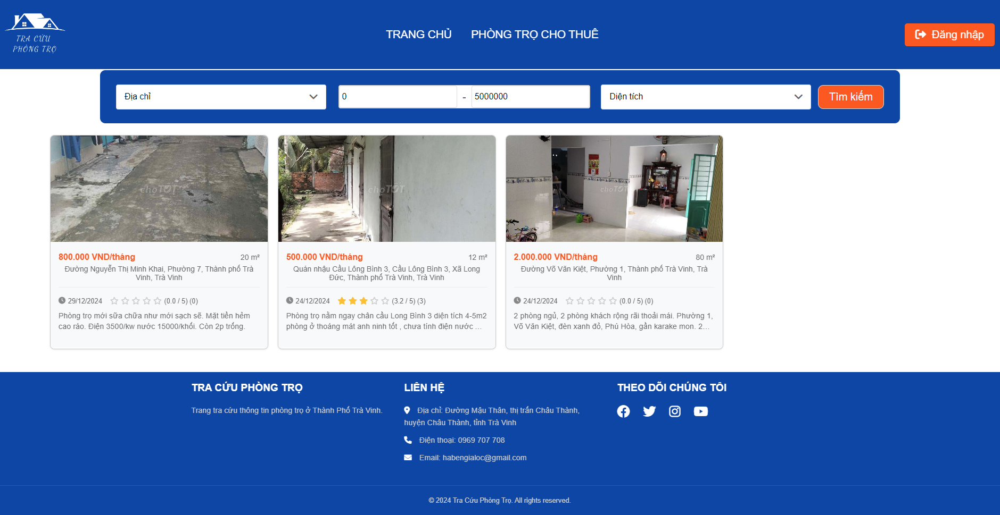 TRA CỨU
PHÒNG TRỌ
TRANG CHỦ
PHÒNG TRỌ CHO THUÊ
Đăng nhập
Địa chỉ
0
-
5000000
Diện tích
Tìm kiếm
choTỐT
choTỐT
choTỐT
800.000 VND/tháng
20 m²
Đường Nguyễn Thị Minh Khai, Phường 7, Thành phố Trà
Vinh, Trà Vinh
29/12/2024
(0.0 / 5) (0)
Phòng trọ mới sữa chữa như mới sạch sẽ. Mặt tiền hẻm
cao ráo. Điện 3500/kw nước 15000/khối. Còn 2p trống.
500.000 VND/tháng
12 m²
Quán nhậu Cầu Lông Bình 3, Cầu Lông Bình 3, Xã Long
Đức, Thành phố Trà Vinh, Trà Vinh
24/12/2024
(3.2 / 5) (3)
Phòng trọ nằm ngay chân cầu Long Bình 3 diện tích 4-5m2
phòng ở thoáng mát anh ninh tốt , chưa tính điện nước ...
2.000.000 VND/tháng
80 m²
Đường Võ Văn Kiệt, Phường 1, Thành phố Trà Vinh, Trà
Vinh
24/12/2024
(0.0 / 5) (0)
2 phòng ngủ, 2 phòng khách rộng rãi thoải mái. Phường 1,
Võ Văn Kiệt, đèn xanh đỏ, Phú Hòa, gần karake mon. 2...
TRA CỨU PHÒNG TRỌ
Trang tra cứu thông tin phòng trọ ở Thành Phố Trà Vinh.
LIÊN HỆ
Địa chỉ: Đường Mậu Thân, thị trấn Châu Thành,
huyện Châu Thành, tỉnh Trà Vinh
Điện thoại: 0969 707 708
Email: habengialoc@gmail.com
THEO DÕI CHÚNG TÔI
© 2024 Tra Cứu Phòng Trọ. All rights reserved.